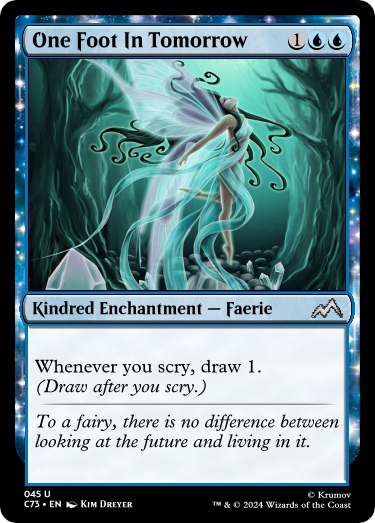 One Foot In Tomorrow 1
Kindred Enchantment — Faerie
Whenever you scry, draw 1.
(Draw after you scry.)
To a fairy, there is no difference between
looking at the future and living in it.
045 U © Krumov
C73 • EN Kim Dreyer ™ & © 2024 Wizards of the Coast